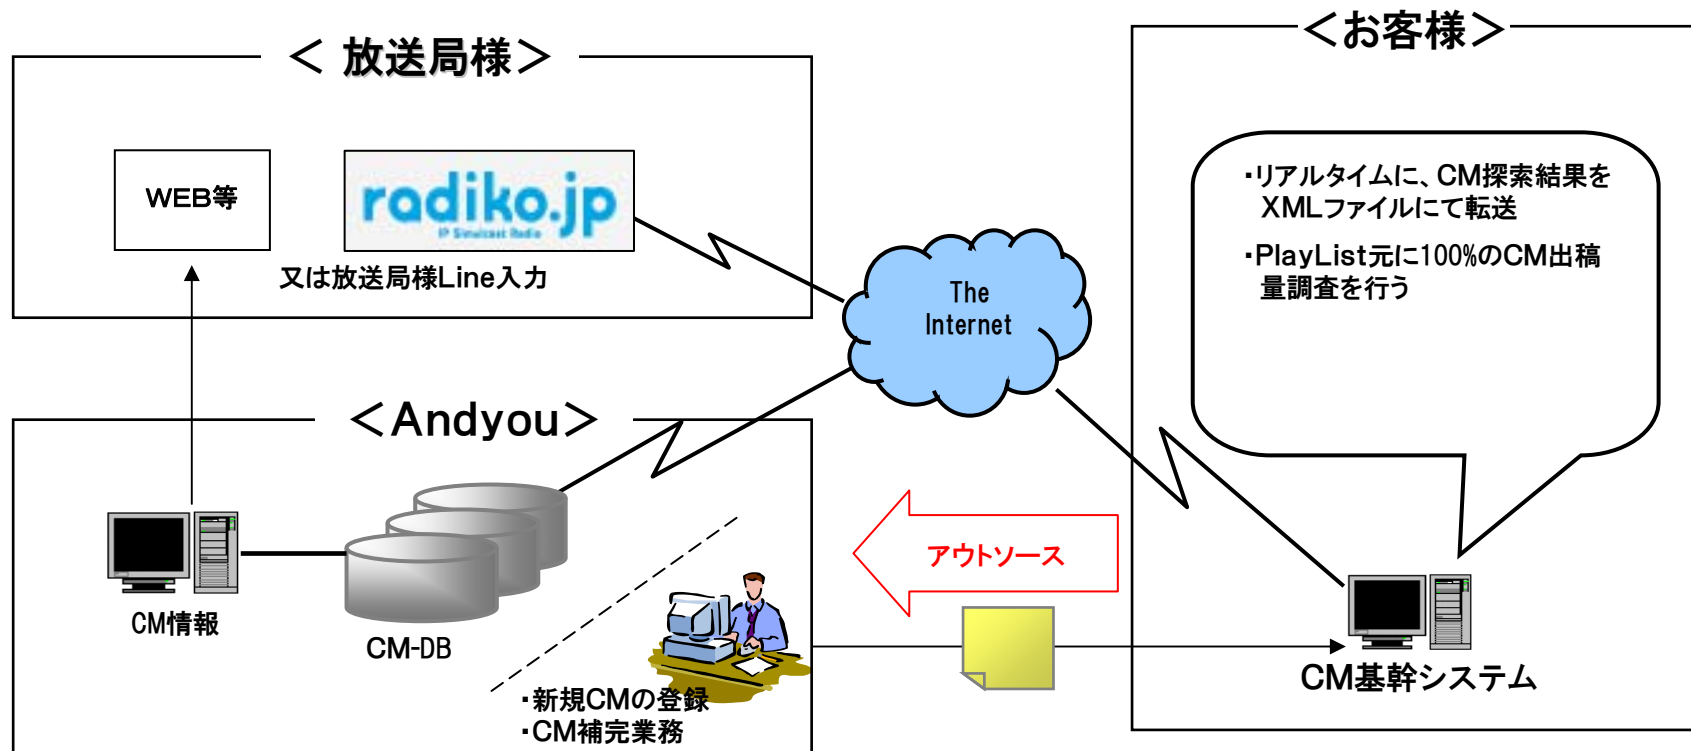 ＜ 放送局様＞
＜お客様＞
WEB等
radiko.jp
IP Simulcast Radio
又は放送局様Line入力
The
Internet
・リアルタイムに、CM探索結果を
XMLファイルにて転送
・PlayList元に100%のCM出稿
量調査を行う
＜Andyou＞
CM情報
CM-DB
・新規CMの登録
・CM補完業務
アウトソース
CM基幹システム